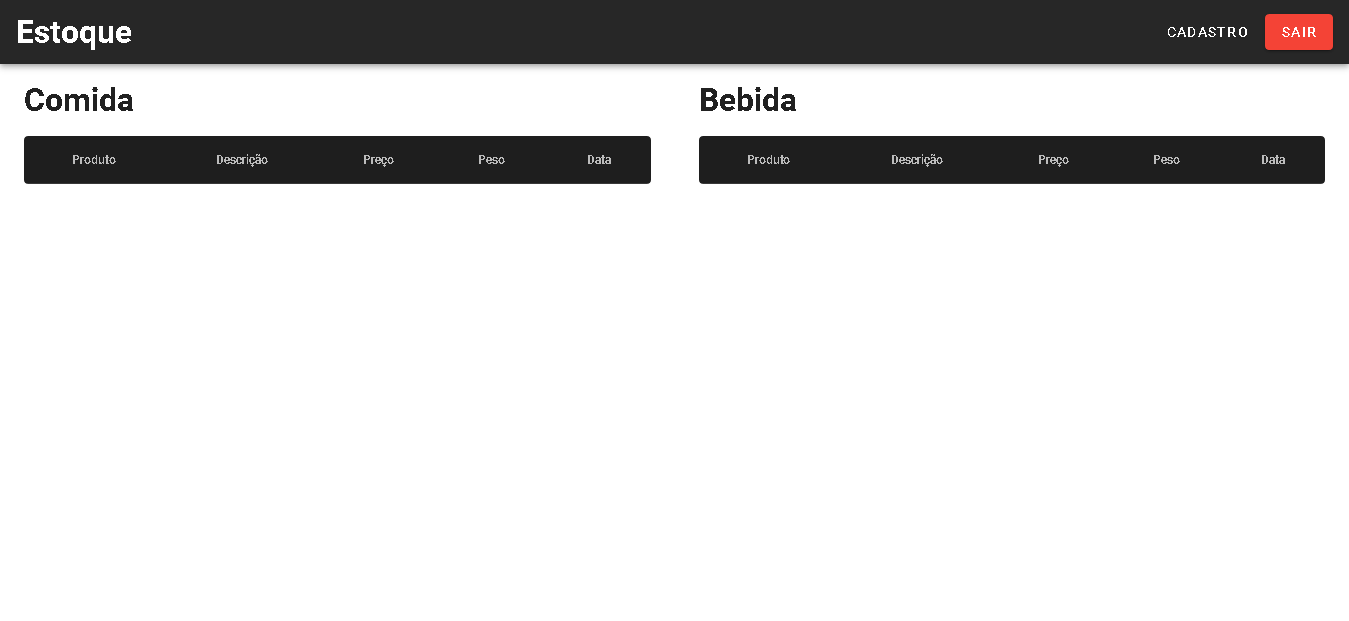 Estoque
CADASTRO
SAIR
Comida
Produto Descrição Preço Peso Data
Bebida
Produto Descrição Preço Peso Data